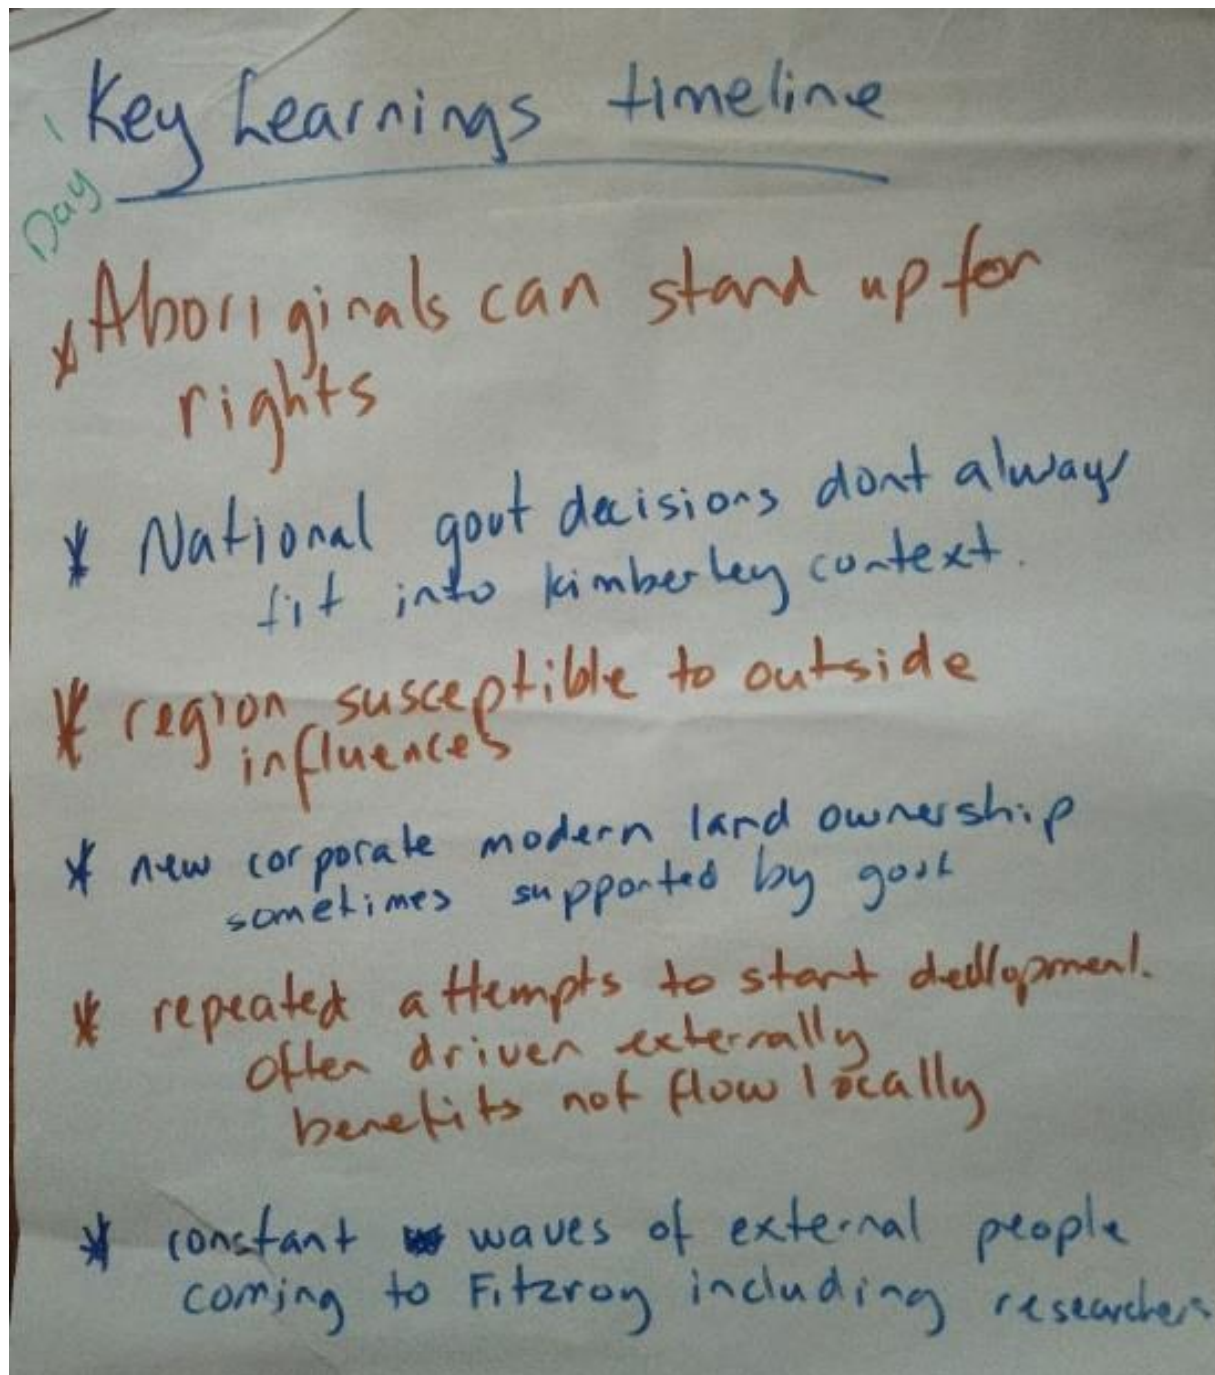 Day 1
Key Learnings timeline
* Aboriginals can stand up for
rights
* National govt decisions dont always
fit into kimberley context.
* region susceptible to outside
influences
* new corporate modern land ownership
sometimes supported by govt
* repeated attempts to start devllopment.
often driven externally
benefits not flow locally
* constant waves of external people
coming to Fitzroy including researchers